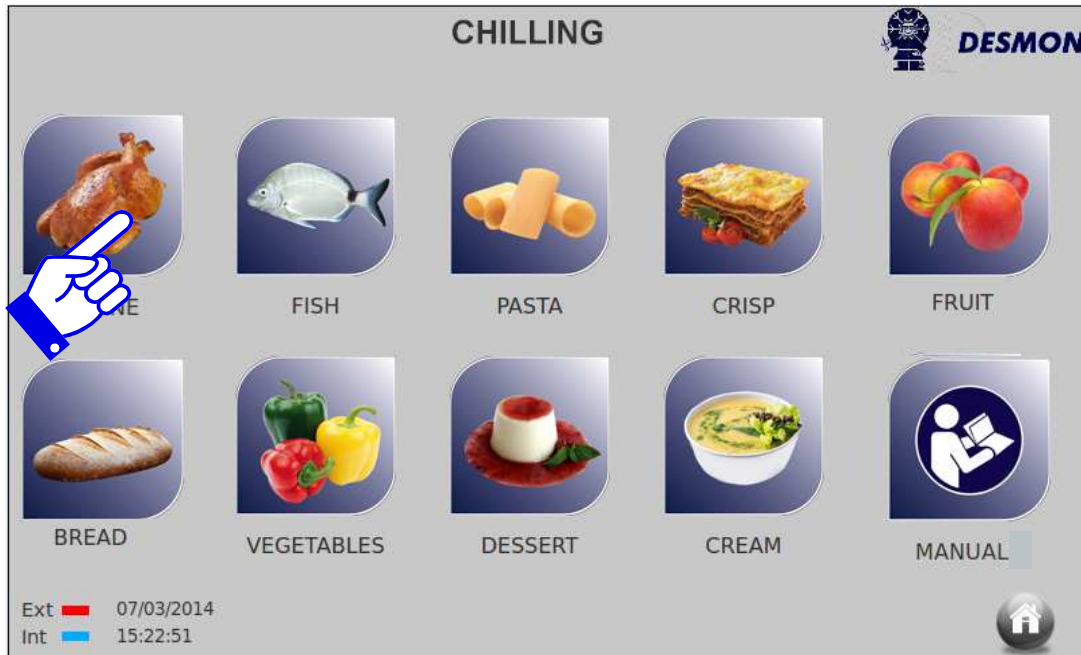 CHILLING
DESMON
FISH
PASTA
CRISP
FRUIT
BREAD
VEGETABLES
DESSERT
CREAM
MANUAL
Ext 07/03/2014
Int 15:22:51